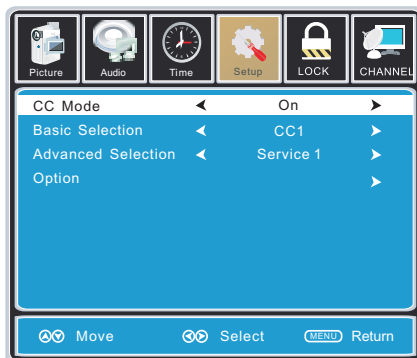 Picture Audio Time Setup LOCK CHANNEL
CC Mode On
Basic Selection CC1
Advanced Selection Service 1
Option
Move Select MENU Return